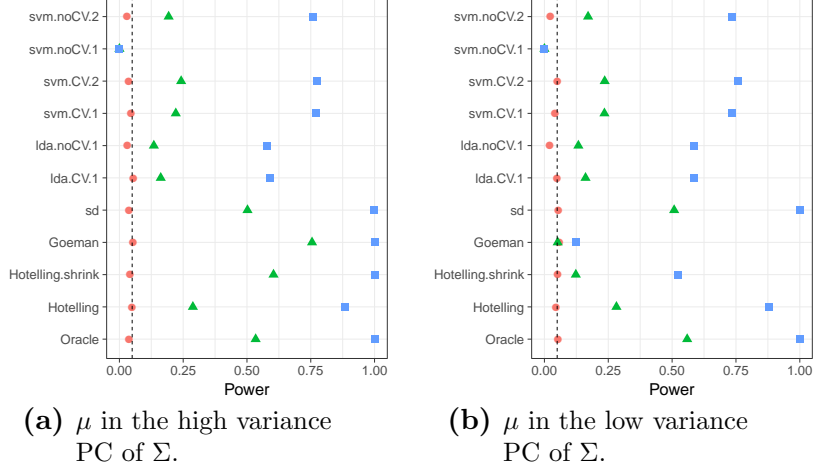 svm.noCV.2
svm.noCV.1
svm.CV.2
svm.CV.1
lda.noCV.1
lda.CV.1
sd
Goeman
Hotelling.shrink
Hotelling
Oracle
0.00 0.25 0.50 0.75 1.00
Power
(a) μ in the high variance
PC of Σ.
svm.noCV.2
svm.noCV.1
svm.CV.2
svm.CV.1
lda.noCV.1
lda.CV.1
sd
Goeman
Hotelling.shrink
Hotelling
Oracle
0.00 0.25 0.50 0.75 1.00
Power
(b) μ in the low variance
PC of Σ.